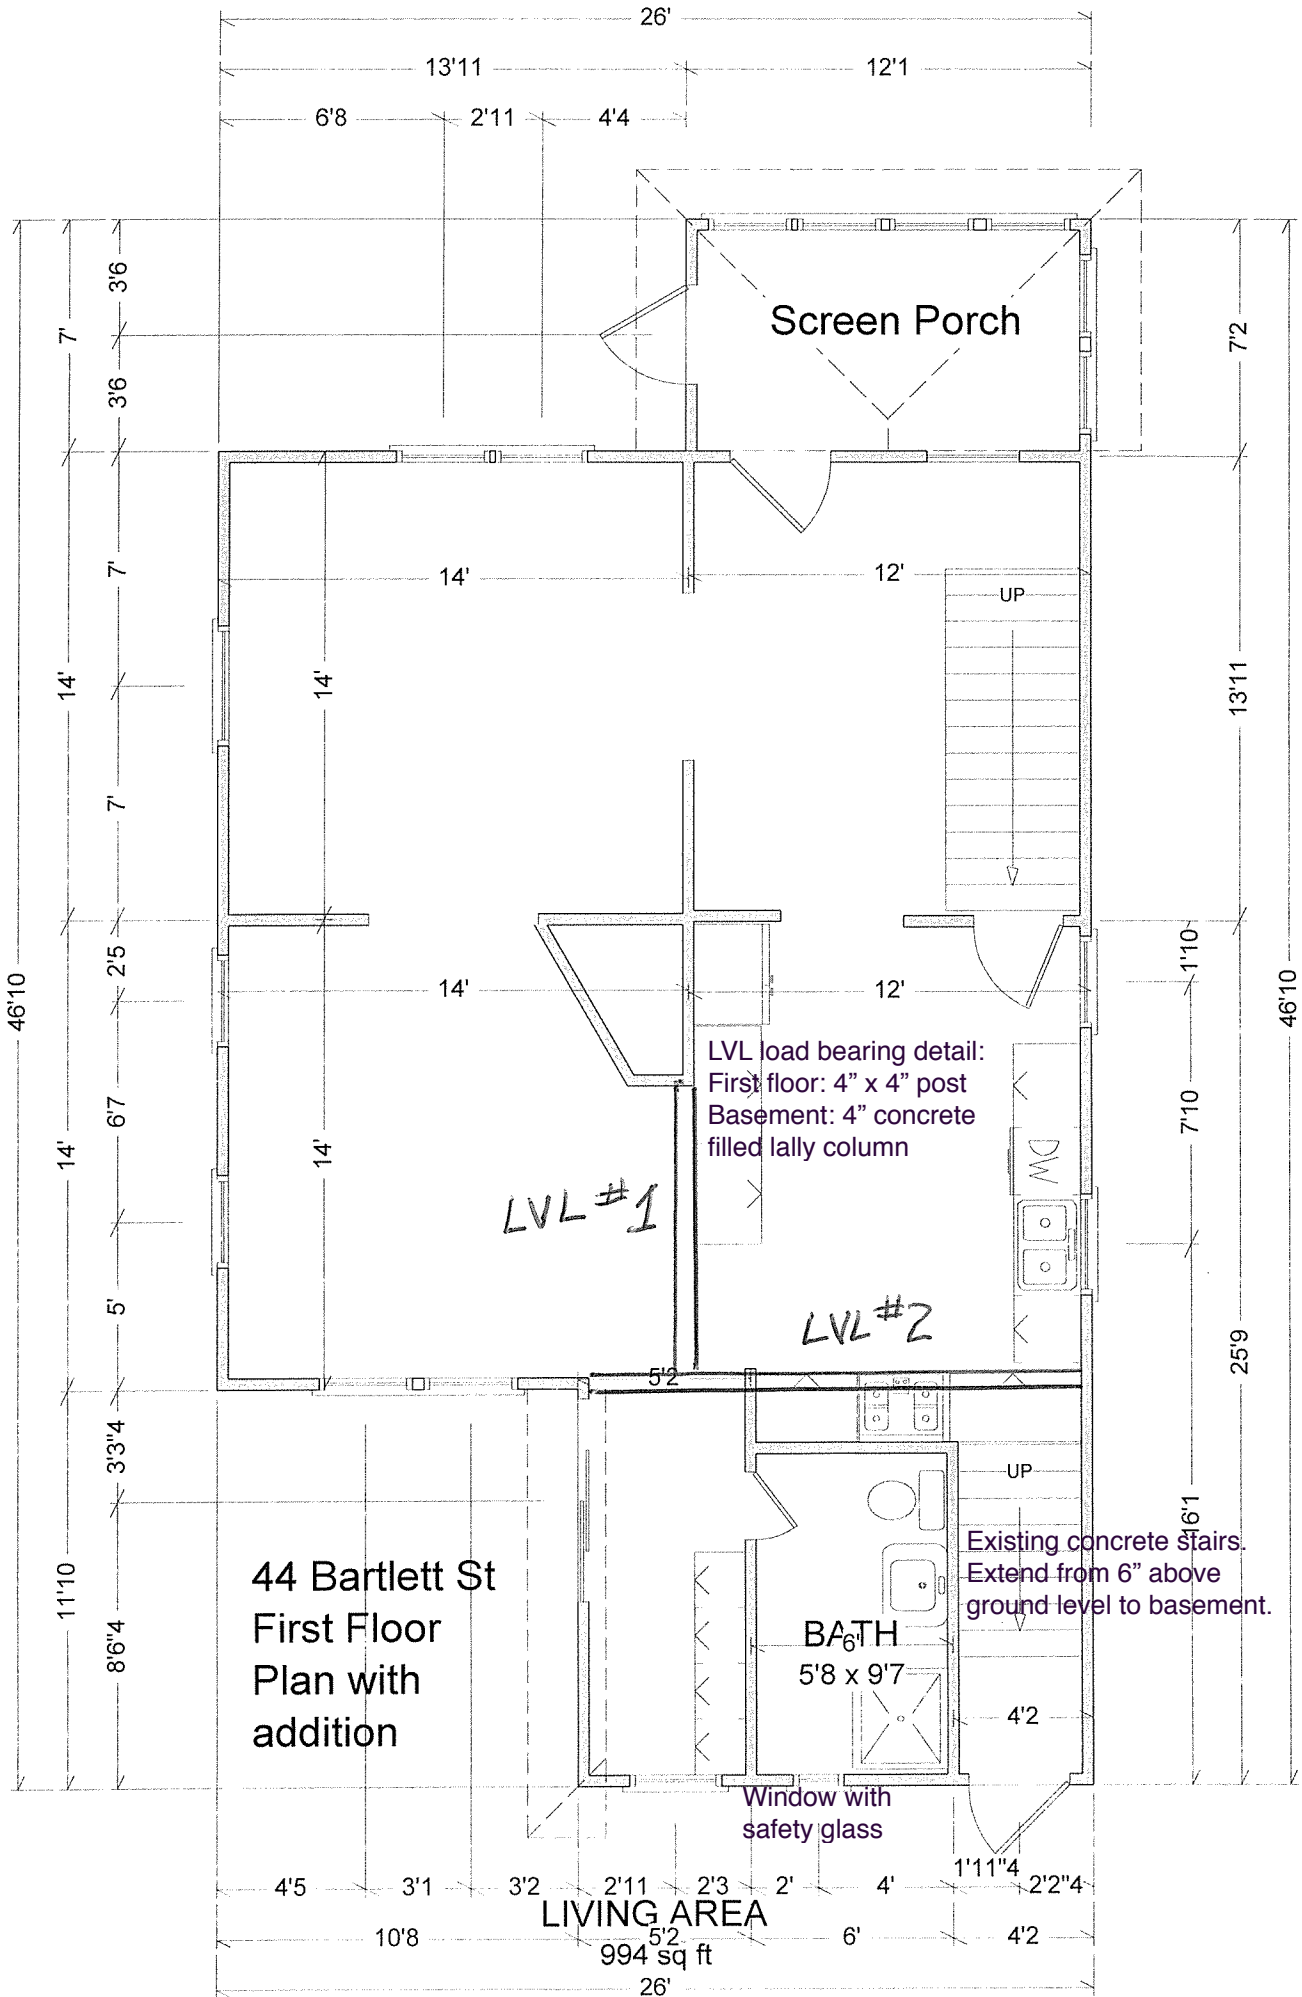 26'
13'11
12'1
6'8
2'11
4'4
3'6
7'
3'6
7'2
Screen Porch
14'
12'
UP
7'
14'
14'
13'11
7'
46'10
46'10
2'5
14'
12'
1'10
LVL load bearing detail:
First floor: 4” x 4” post
Basement: 4” concrete
filled lally column
6'7
14'
14'
7'10
DW
LVL #1
LVL #2
5'
25'9
5'2
3'3"4
UP
16'1
Existing concrete stairs.
Extend from 6” above
ground level to basement.
44 Bartlett St
First Floor
Plan with
addition
11'10
8'6"4
BATH
6'
5'8 x 9'7
4'2
Window with
safety glass
1'11"4
4'5
3'1
3'2
2'11
2'3
2'
4'
2'2"4
LIVING AREA
10'8
5'2
6'
4'2
994 sq ft
26'